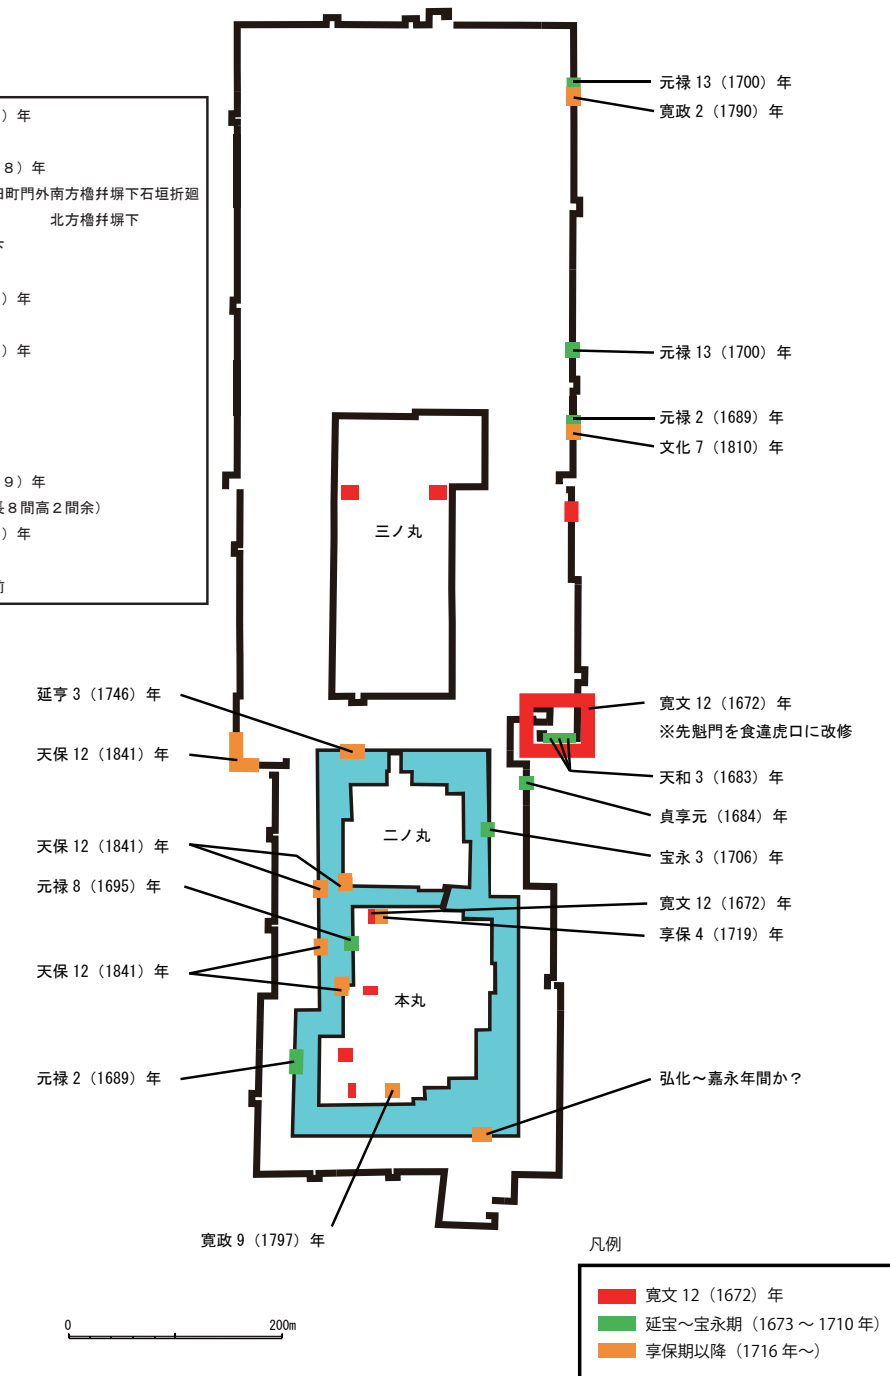 ）年
８）年
町門外南方櫓幷塀下石垣折廻
北方櫓幷塀下
）年
）年
９）年
８間高２間余）
）年
元禄 13（1700）年
寛政 2（1790）年
元禄 13（1700）年
元禄 2（1689）年
文化 7（1810）年
三ノ丸
延享 3（1746）年
天保 12（1841）年
寛文 12（1672）年
※先魁門を食違虎口に改修
天和 3（1683）年
貞享元（1684）年
二ノ丸
宝永 3（1706）年
天保 12（1841）年
元禄 8（1695）年
寛文 12（1672）年
享保 4（1719）年
天保 12（1841）年
本丸
元禄 2（1689）年
弘化～嘉永年間か？
寛政 9（1797）年
凡例
寛文 12（1672）年
延宝～宝永期（1673 ～ 1710 年）
享保期以降（1716 年～）
0
200m